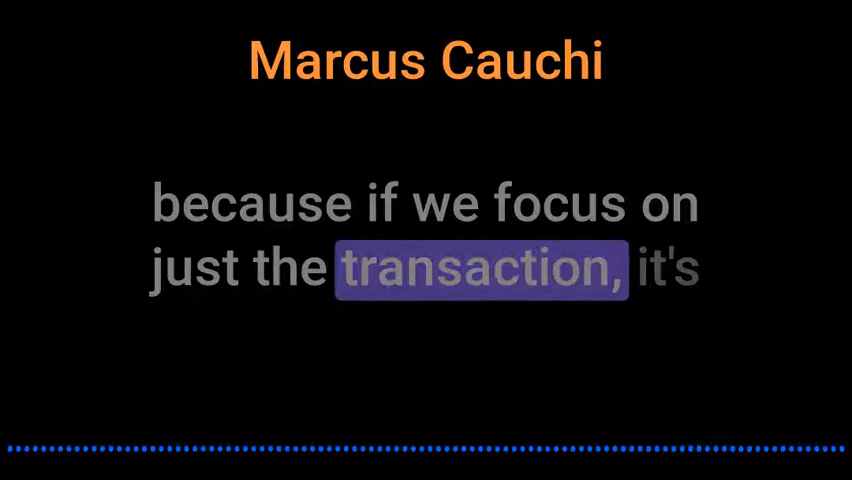 Marcus Cauchi
because if we focus on
just the transaction, it's